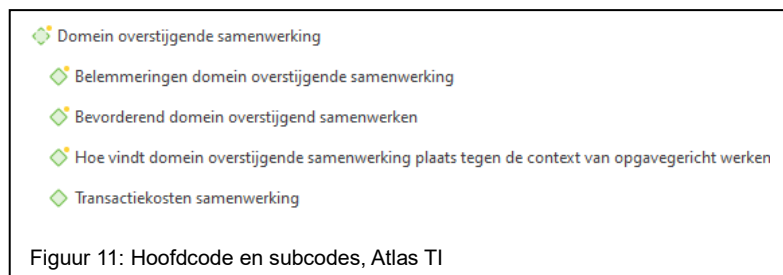 Domein overstijgende samenwerking
Belemmeringen domein overstijgende samenwerking
Bevorderend domein overstijgend samenwerken
Hoe vindt domein overstijgende samenwerking plaats tegen de context van opgavegericht werken
Transactiekosten samenwerking
Figuur 11: Hoofdcode en subcodes, Atlas TI